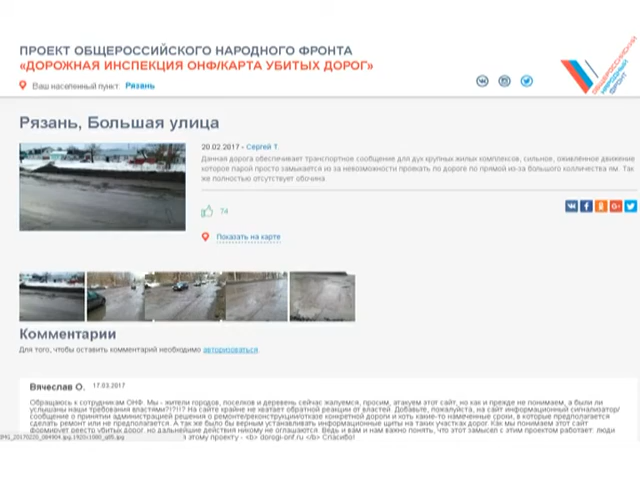 ПРОЕКТ ОБЩЕРОССИЙСКОГО НАРОДНОГО ФРОНТА
«ДОРОЖНАЯ ИНСПЕКЦИЯ ОНФ/КАРТА УБИТЫХ ДОРОГ»
Ваш населенный пункт: Рязань
ОБЩЕРОССИЙСКИЙ
НАРОДНЫЙ
ФРОНТ
Рязань, Большая улица
20.02.2017 - Сергей Т.
Данная дорога обеспечивает транспортное сообщение для дух крупных жилых комплексов, сильное, оживленное движение
которое парой просто замыкается из за невозможности проехать по дороге по прямой из-за большого колличества ям. Так
же полностью отсутствует обочина.
74
Показать на карте
Комментарии
Для того, чтобы оставить комментарий необходимо авторизоваться.
Вячеслав О. 17.03.2017
Обращаюсь к сотрудникам ОНФ. Мы - жители городов, поселков и деревень сейчас жалуемся, просим, атакуем этот сайт, но как и прежде не понимаем, а были ли
услышаны наши требования властями?!?!!? На сайте крайне не хватает обратной реакции от властей. Добавьте, пожалуйста, на сайт информационный сигнализатор/
сообщение о принятии администрацией решения о ремонте/реконструкции/отказе конкретной дороги и хоть какие-то намеченные сроки, в которые предполагается
сделать ремонт или не предполагается. А так же было бы верным устанавливать информационные щиты на таких участках дорог. Как мы понимаем этот сайт
формирует реестр убитых дорог, но дальнейшие действия никому не оглашаются. Ведь и вам и нам важно понять, что этот замысел с этим проектом работает: люди
этому проекту - <b> dorogi-onf.ru </b> Спасибо!